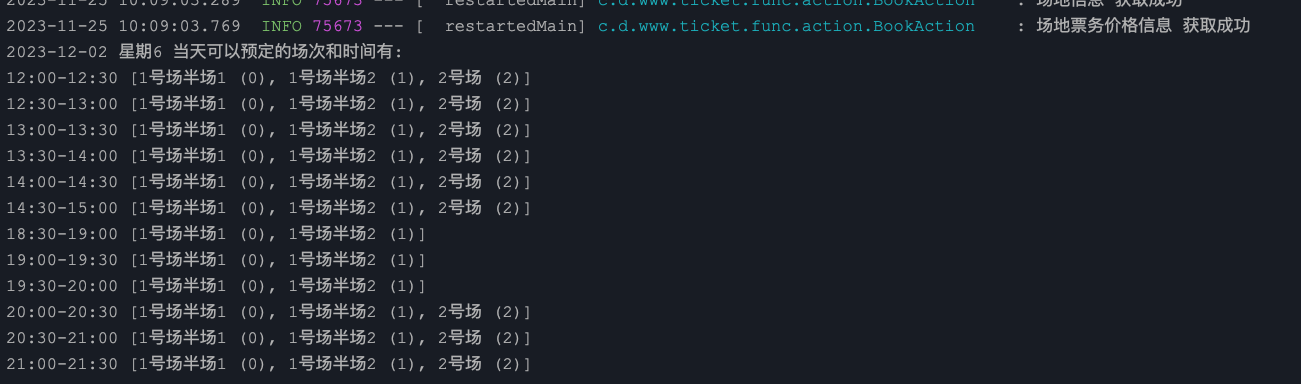 2023-11-25 10:09:03.289  INFO 75673 --- [  restartedMain] c.d.www.ticket.func.action.BookAction    : 场地信息 获取成功
2023-11-25 10:09:03.769  INFO 75673 --- [  restartedMain] c.d.www.ticket.func.action.BookAction    : 场地票务价格信息 获取成功
2023-12-02 星期6 当天可以预定的场次和时间有:
12:00-12:30 [1号场半场1 (0), 1号场半场2 (1), 2号场 (2)]
12:30-13:00 [1号场半场1 (0), 1号场半场2 (1), 2号场 (2)]
13:00-13:30 [1号场半场1 (0), 1号场半场2 (1), 2号场 (2)]
13:30-14:00 [1号场半场1 (0), 1号场半场2 (1), 2号场 (2)]
14:00-14:30 [1号场半场1 (0), 1号场半场2 (1), 2号场 (2)]
14:30-15:00 [1号场半场1 (0), 1号场半场2 (1), 2号场 (2)]
18:30-19:00 [1号场半场1 (0), 1号场半场2 (1)]
19:00-19:30 [1号场半场1 (0), 1号场半场2 (1)]
19:30-20:00 [1号场半场1 (0), 1号场半场2 (1)]
20:00-20:30 [1号场半场1 (0), 1号场半场2 (1), 2号场 (2)]
20:30-21:00 [1号场半场1 (0), 1号场半场2 (1), 2号场 (2)]
21:00-21:30 [1号场半场1 (0), 1号场半场2 (1), 2号场 (2)]